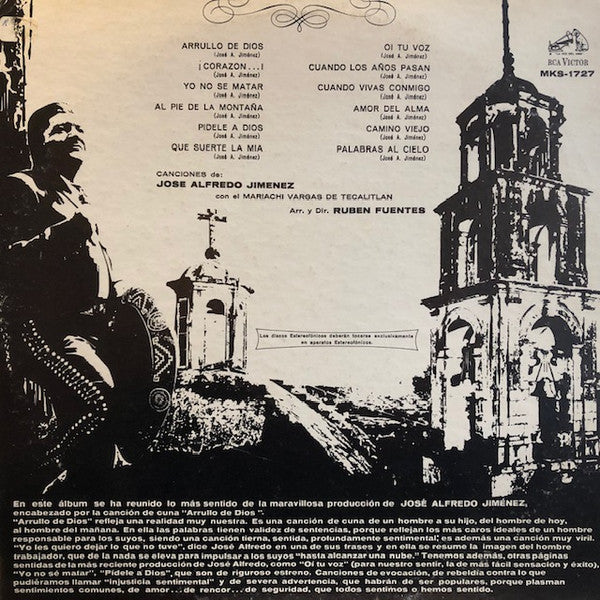 ARRULLO DE DIOS
(José A. Jiménez)
¡CORAZON...!
(José A. Jiménez)
YO NO SE MATAR
(José A. Jiménez)
AL PIE DE LA MONTAÑA
(José A. Jiménez)
PIDELE A DIOS
(José A. Jiménez)
QUE SUERTE LA MIA
(José A. Jiménez)
OI TU VOZ
(José A. Jiménez)
CUANDO LOS AÑOS PASAN
(José A. Jiménez)
CUANDO VIVAS CONMIGO
(José A. Jiménez)
AMOR DEL ALMA
(José A. Jiménez)
CAMINO VIEJO
(José A. Jiménez)
PALABRAS AL CIELO
(José A. Jiménez)
RCA VICTOR
MKS-1727
CANCIONES de:
JOSE ALFREDO JIMENEZ
con el MARIACHI VARGAS DE TECALITLAN
Arr. y Dir. RUBEN FUENTES
Los discos Estereofónicos deberán tocarse exclusivamente
en aparatos Estereofónicos.
En este álbum se ha reunido lo más sentido de la maravillosa producción de JOSÉ ALFREDO JIMÉNEZ,
encabezado por la canción de cuna "Arrullo de Dios".
"Arrullo de Dios" refleja una realidad muy nuestra. Es una canción de cuna de un hombre a su hijo, del hombre de hoy,
al hombre del mañana. En ella las palabras tienen validez de sentencias, porque reflejan los más caros ideales de un hombre
responsable para los suyos, siendo una canción tierna, sentida, profundamente sentimental; es además una canción muy viril.
"Yo les quiero dejar lo que no tuve", dice José Alfredo en una de sus frases y en ella se resume la imagen del hombre
trabajador, que de la nada se eleva para impulsar a los suyos "hasta alcanzar una nube." Tenemos además, otras páginas
sentidas de la más reciente producción de José Alfredo, como "Oí tu voz" (para nuestro sentir, la de más fácil sensación y éxito),
"Yo no sé matar", "Pídele a Dios", que son de riguroso estreno. Canciones de evocación, de rebeldía contra lo que
pudiéramos llamar "injusticia sentimental" y de severa advertencia, que habrán de ser populares, porque plasman
sentimientos comunes, de amor...de rencor...de seguridad, que todos sentimos o hemos sentido.